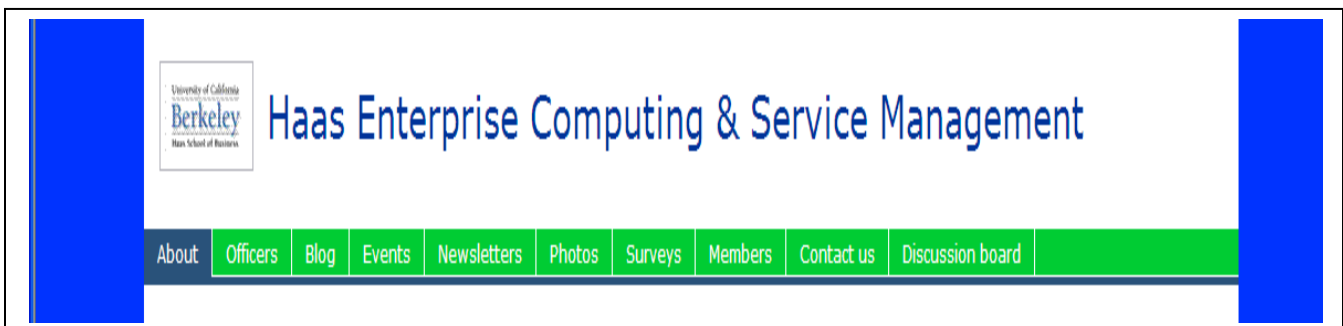 University of California
Berkeley
Haas School of Business
Haas Enterprise Computing & Service Management
About Officers Blog Events Newsletters Photos Surveys Members Contact us Discussion board